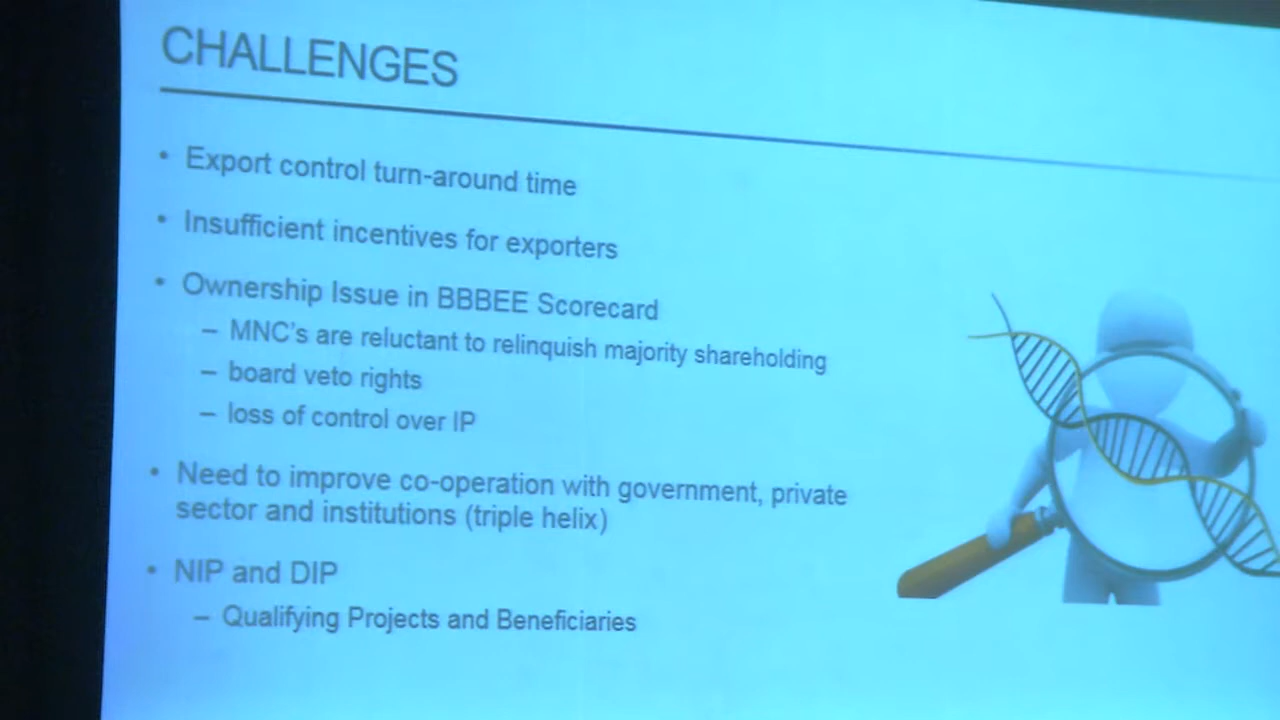 CHALLENGES
• Export control turn-around time
• Insufficient incentives for exporters
• Ownership Issue in BBBEE Scorecard
– MNC's are reluctant to relinquish majority shareholding
– board veto rights
– loss of control over IP
• Need to improve co-operation with government, private
sector and institutions (triple helix)
• NIP and DIP
– Qualifying Projects and Beneficiaries